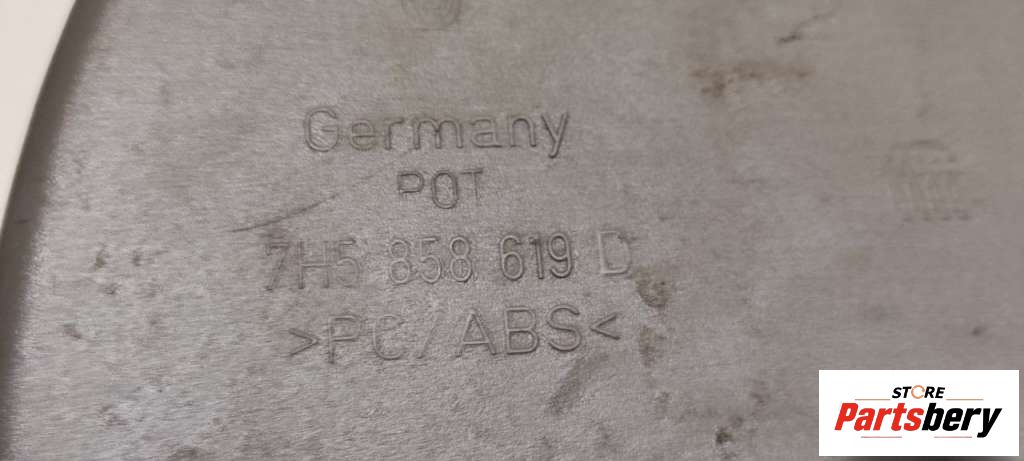 Germany
POT
7H5 858 619 D
>PC/ABS<
STORE
Partsbery